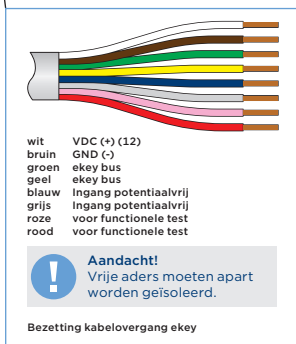 wit VDC (+) (12)
bruin GND (-)
groen ekey bus
geel ekey bus
blauw Ingang potentiaalvrij
grijs Ingang potentiaalvrij
roze voor functionele test
rood voor functionele test
Aandacht!
Vrije aders moeten apart
worden geïsoleerd.
Bezetting kabelovergang ekey